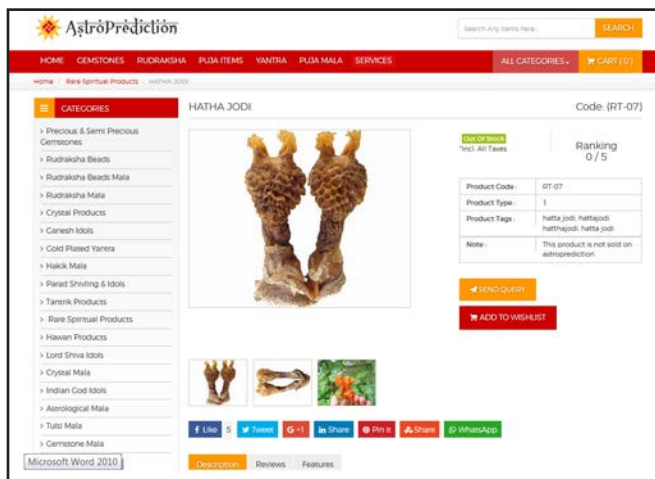 AstroPrediction
Search Any Items here..
SEARCH
HOME GEMSTONES RUDRAKSHA PUJA ITEMS YANTRA PUJA MALA SERVICES
ALL CATEGORIES
CART ( 0 )
Home / Rare Spiritual Products / HATHA JODI
CATEGORIES
> Precious & Semi Precious
Gemstones
> Rudraksha Beads
> Rudraksha Beads Mala
> Rudraksha Mala
> Crystal Products
> Ganesh Idols
> Gold Plated Yantra
> Hakik Mala
> Parad Shivling & Idols
> Tantrik Products
> Rare Spiritual Products
> Hawan Products
> Lord Shiva Idols
> Crystal Mala
> Indian God Idols
> Astrological Mala
> Tulsi Mala
> Gemstone Mala
Microsoft Word 2010
HATHA JODI
Code: (RT-07)
Out Of Stock
*Incl. All Taxes
Ranking
0 / 5
Product Code : RT-07
Product Type : 1
Product Tags : hatta jodi, hattajodi,
hatthajodi, hatta jodi
Note : This product is not sold on
astroprediction
SEND QUERY
ADD TO WISHLIST
Like 5 Tweet G +1 Share Pin It Share WhatsApp
Description Reviews Features